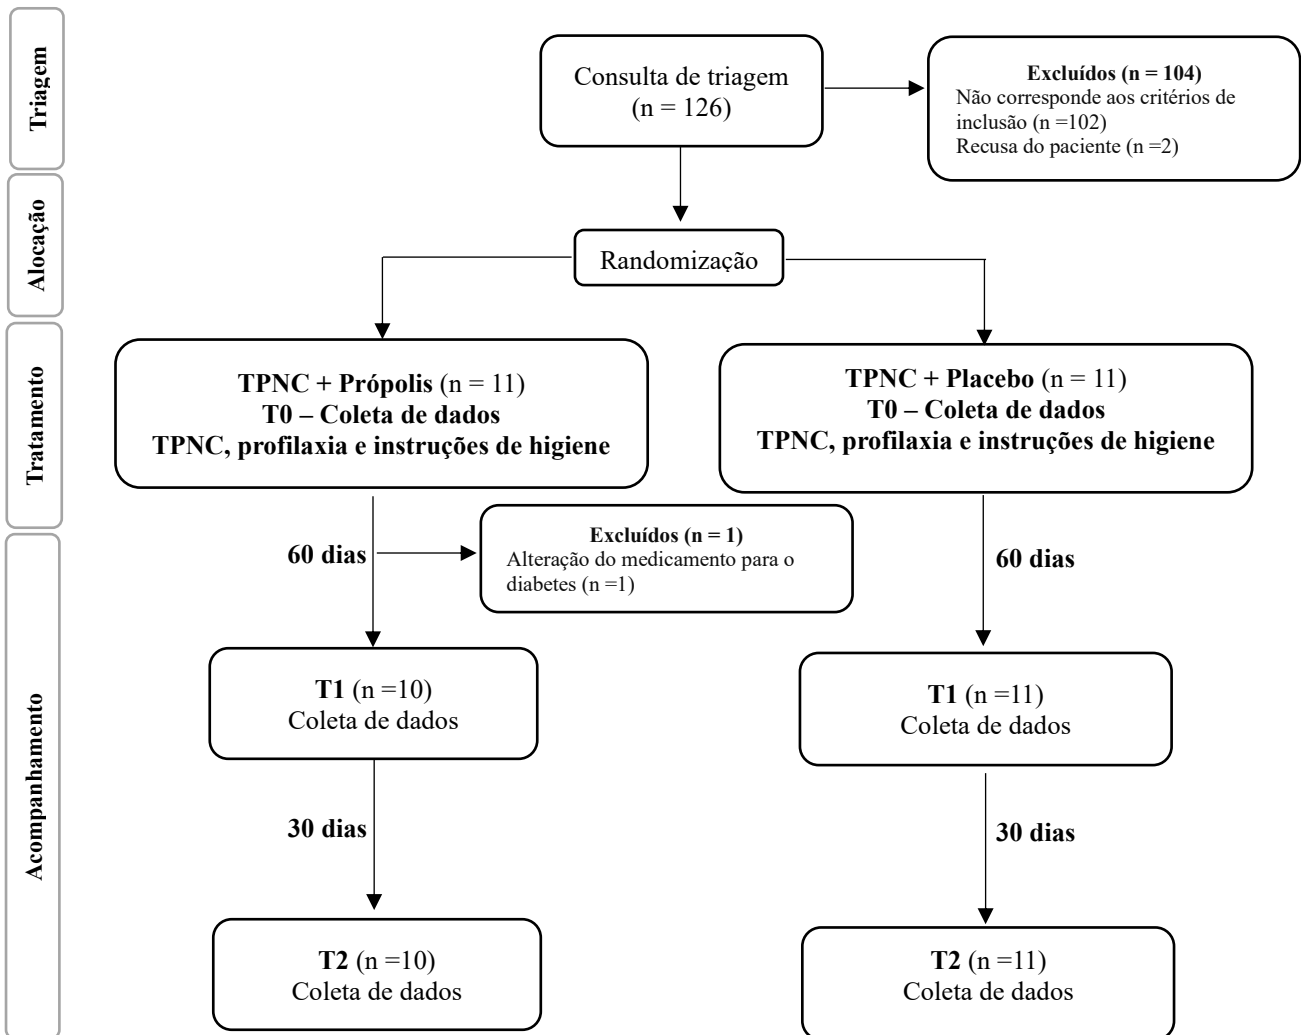 Triagem
Consulta de triagem
(n = 126)
Excluídos (n = 104)
Não corresponde aos critérios de
inclusão (n =102)
Recusa do paciente (n =2)
Alocação
Randomização
Tratamento
TPNC + Própolis (n = 11)
T0 – Coleta de dados
TPNC, profilaxia e instruções de higiene
TPNC + Placebo (n = 11)
T0 – Coleta de dados
TPNC, profilaxia e instruções de higiene
Acompanhamento
60 dias
Excluídos (n = 1)
Alteração do medicamento para o
diabetes (n =1)
60 dias
T1 (n =10)
Coleta de dados
T1 (n =11)
Coleta de dados
30 dias
30 dias
T2 (n =10)
Coleta de dados
T2 (n =11)
Coleta de dados